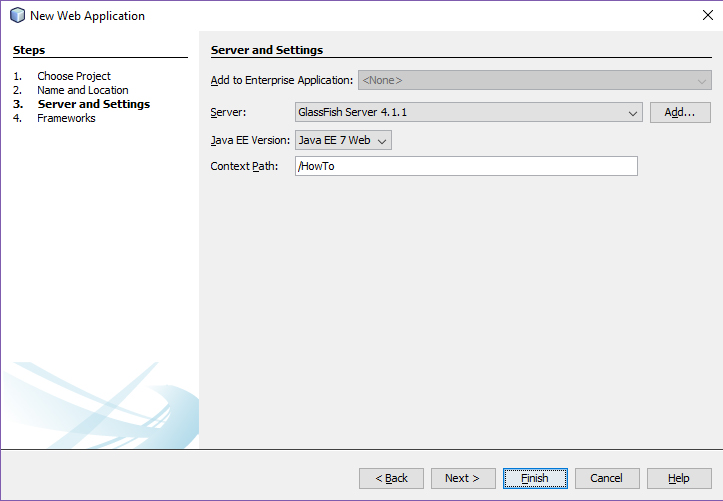 New Web Application
Steps
1. Choose Project
2. Name and Location
3. Server and Settings
4. Frameworks
Server and Settings
Add to Enterprise Application: <None>
Server: GlassFish Server 4.1.1 Add...
Java EE Version: Java EE 7 Web
Context Path: /HowTo
< Back Next > Finish Cancel Help